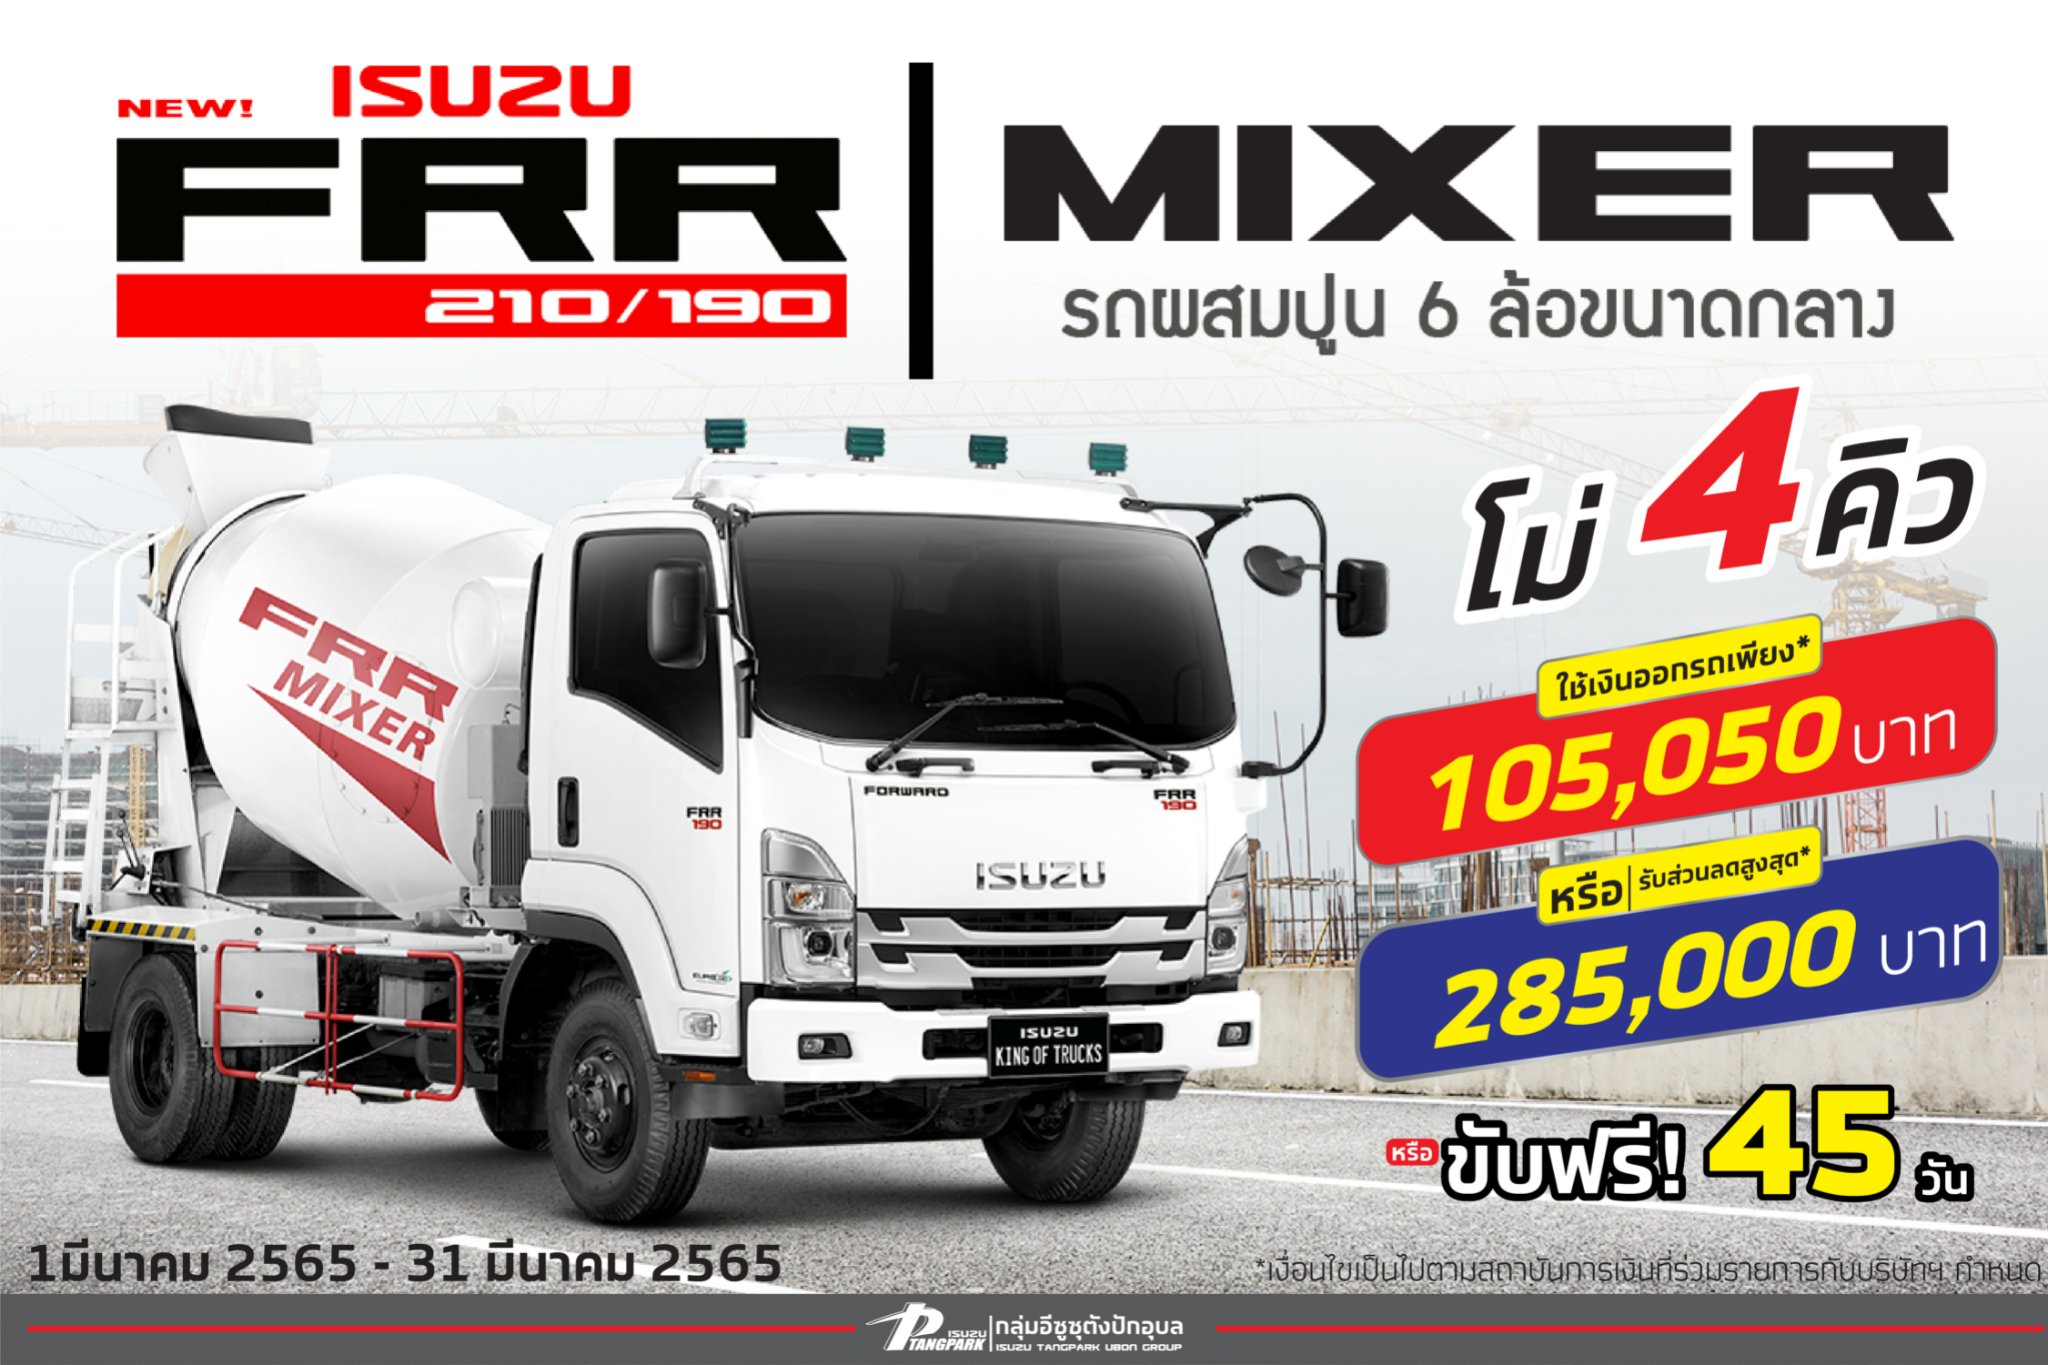 NEW! ISUZU
FRR
210/190
MIXER
รถผสมปูน 6 ล้อขนาดกลาง
โม่ 4 คิว
ใช้เงินออกรถเพียง*
105,050 บาท
หรือ | รับส่วนลดสูงสุด*
285,000 บาท
หรือ ขับฟรี! 45 วัน
FRR
MIXER
FORWARD
FRR
190
FRR
190
ISUZU
ISUZU
KING OF TRUCKS
1มีนาคม 2565 - 31 มีนาคม 2565
*เงื่อนไขเป็นไปตามสถาบันการเงินที่ร่วมรายการกับบริษัทฯ กำหนด
ISUZU
TANGPARK
กลุ่มอีซูซุตังปักอุบล
ISUZU TANGPARK UBON GROUP